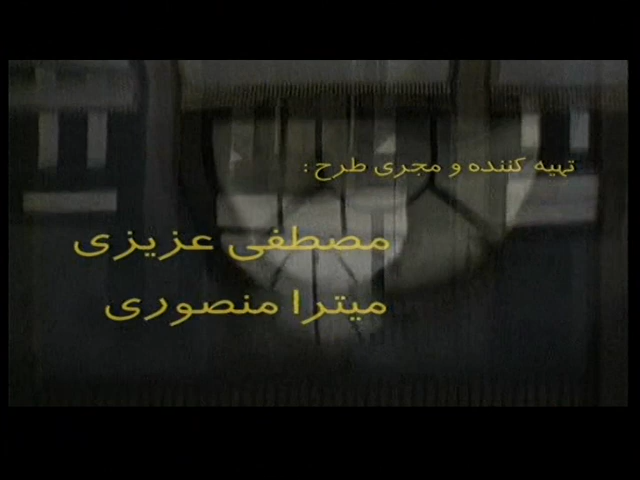 تهیه کننده و مجری طرح :
مصطفی عزیزی
میترا منصوری